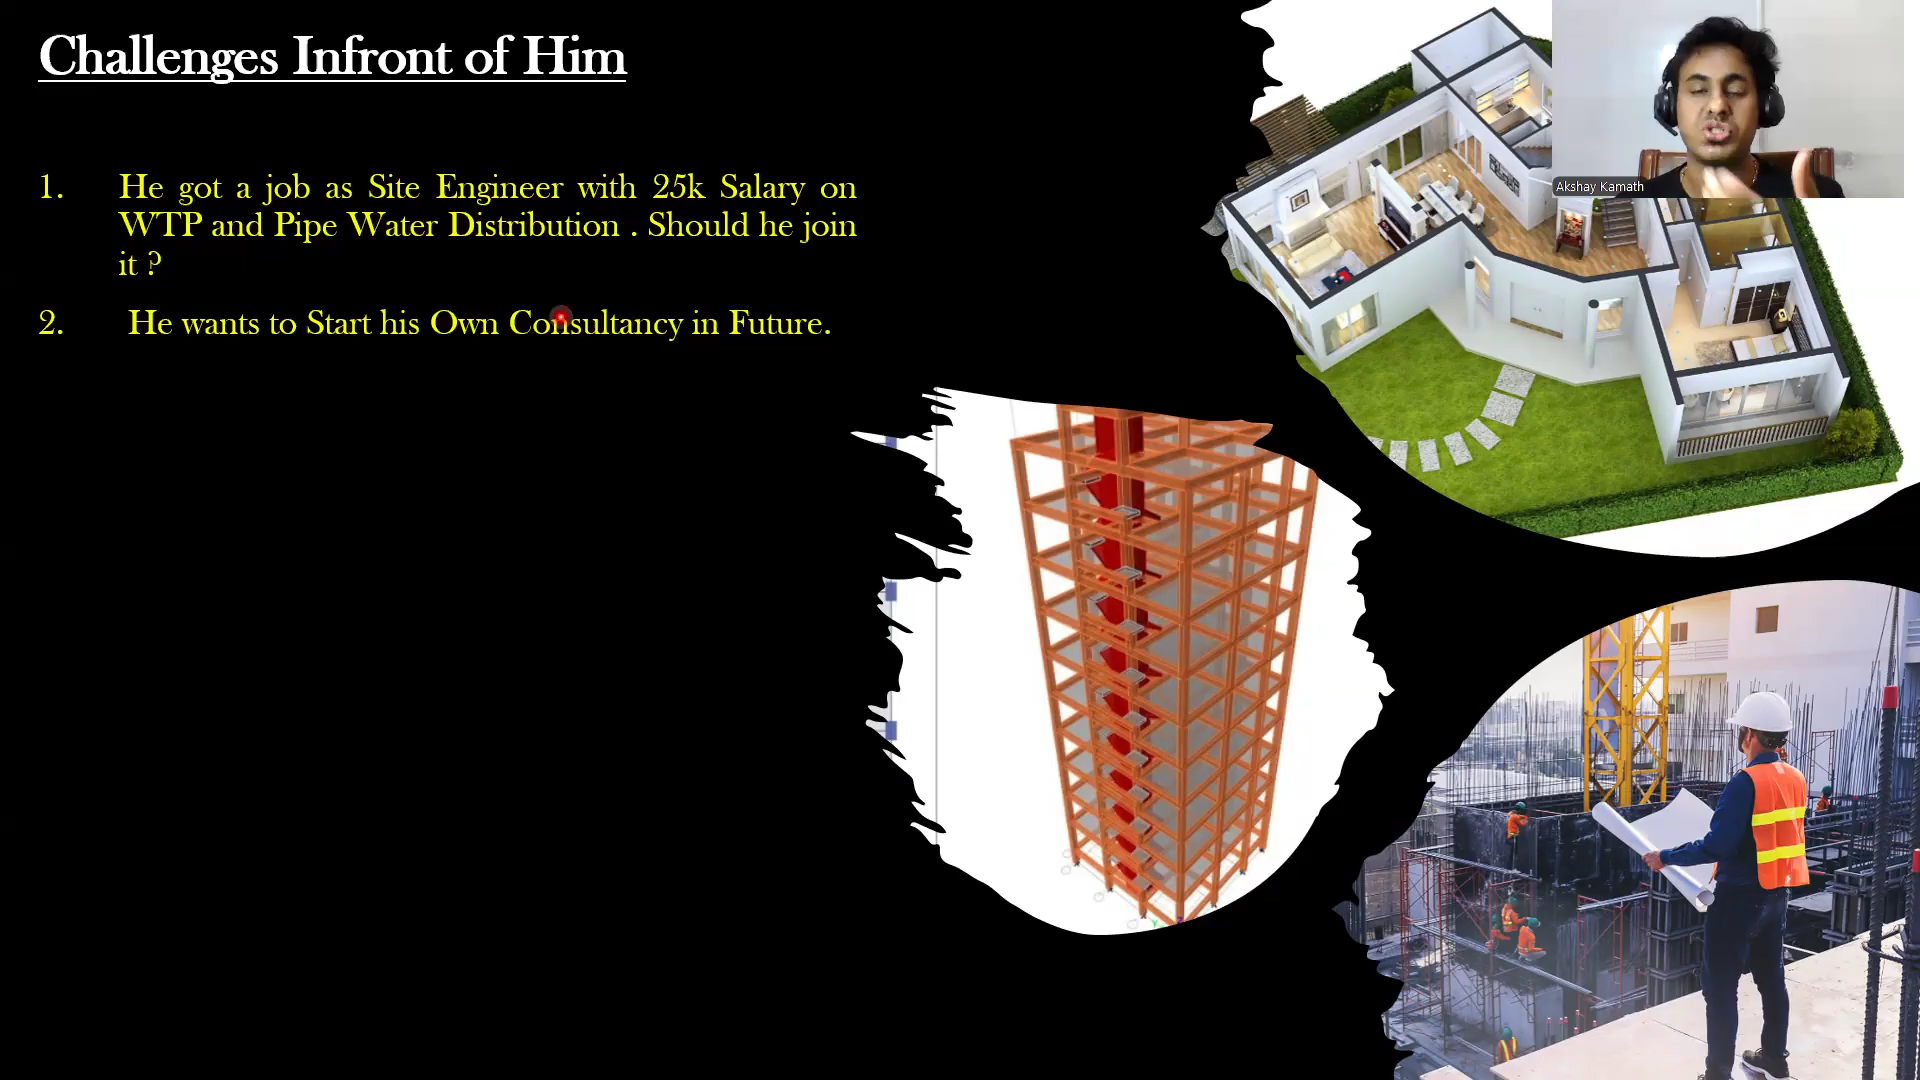 Challenges Infront of Him
1. He got a job as Site Engineer with 25k Salary on
WTP and Pipe Water Distribution . Should he join
it ?
2. He wants to Start his Own Consultancy in Future.
Akshay Kamath